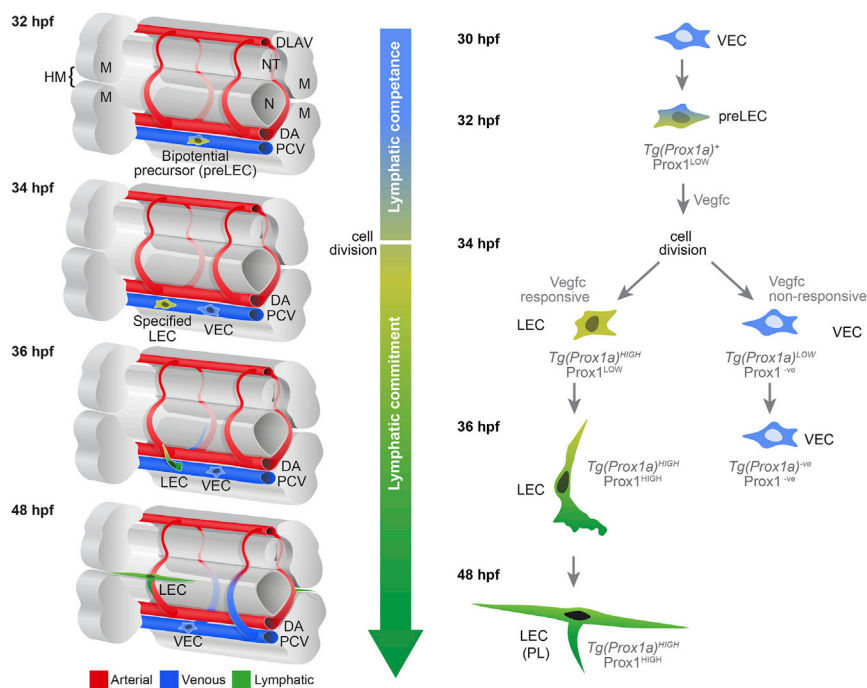 32 hpf
DLAV
NT
HM{
M
M
M
M
N
DA
PCV
Bipotential
precursor (preLEC)
34 hpf
DA
PCV
Specified
LEC
VEC
36 hpf
DA
PCV
LEC
VEC
48 hpf
LEC
DA
PCV
VEC
Arterial
Venous
Lymphatic
Lymphatic competance
cell
division
Lymphatic commitment
30 hpf
VEC
32 hpf
preLEC
Tg(Prox1a)+
Prox1LOW
Vegfc
34 hpf
cell
division
Vegfc
responsive
Vegfc
non-responsive
LEC
VEC
Tg(Prox1a)HIGH
Prox1LOW
Tg(Prox1a)LOW
Prox1 -ve
36 hpf
VEC
Tg(Prox1a)-ve
Prox1 -ve
LEC
Tg(Prox1a)HIGH
Prox1HIGH
48 hpf
LEC
(PL)
Tg(Prox1a)HIGH
Prox1HIGH